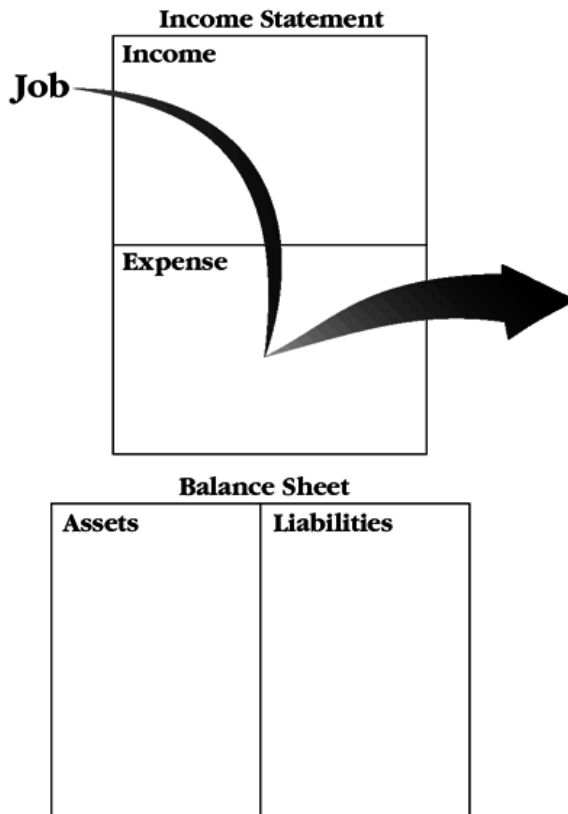 Income Statement
Income
Job
Expense
Balance Sheet
Assets
Liabilities